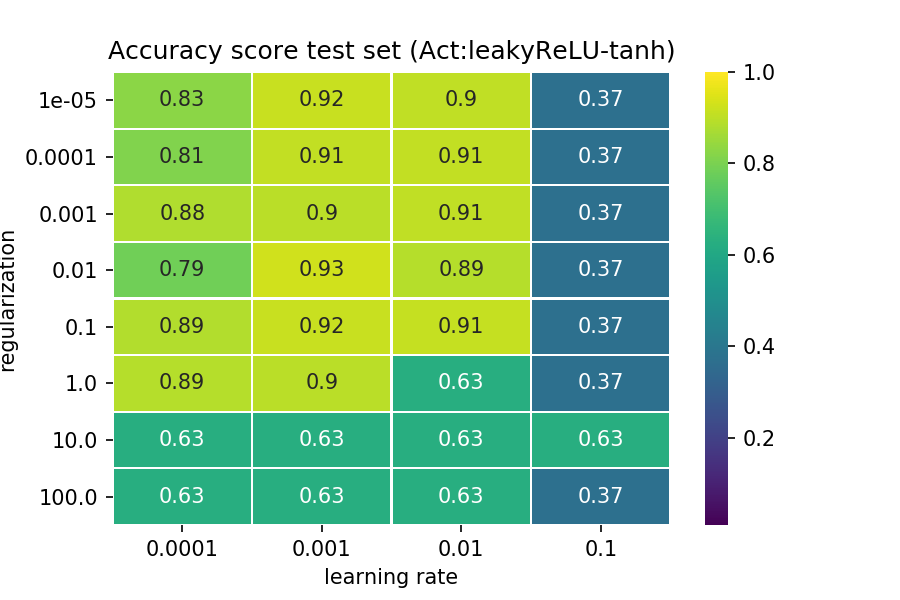 Accuracy score test set (Act:leakyReLU-tanh)
1e-05 0.83 0.92 0.9 0.37
0.0001 0.81 0.91 0.91 0.37
0.001 0.88 0.9 0.91 0.37
0.01 0.79 0.93 0.89 0.37
0.1 0.89 0.92 0.91 0.37
1.0 0.89 0.9 0.63 0.37
10.0 0.63 0.63 0.63 0.63
100.0 0.63 0.63 0.63 0.37
0.0001 0.001 0.01 0.1
learning rate
regularization
1.0
0.8
0.6
0.4
0.2